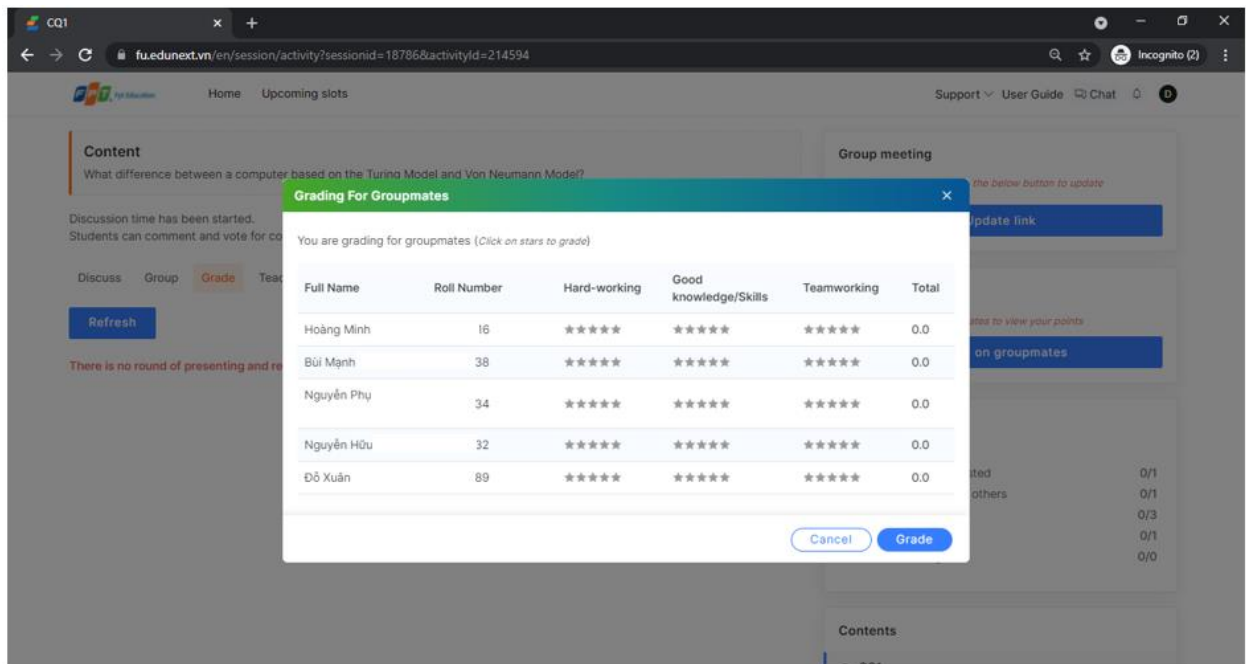 CQ1
fu.edunext.vn/en/session/activity?sessionid=18786&activityId=214594
Incognito (2)
FPT. Fpt Education
Home Upcoming slots
Support User Guide Chat D
Content
What difference between a computer based on the Turing Model and Von Neumann Model?
Group meeting
the below button to update
Update link
Discussion time has been started.
Students can comment and vote for co
Discuss Group Grade Teac
Refresh
There is no round of presenting and re
Grading For Groupmates
You are grading for groupmates (Click on stars to grade)
Full Name Roll Number Hard-working Good knowledge/Skills Teamworking Total
Hoàng Minh 16 0.0
Bùi Mạnh 38 0.0
Nguyễn Phụ 34 0.0
Nguyễn Hữu 32 0.0
Đỗ Xuân 89 0.0
Cancel Grade
to view your points
on groupmates
0/1
others 0/1
0/3
0/1
0/0
Contents